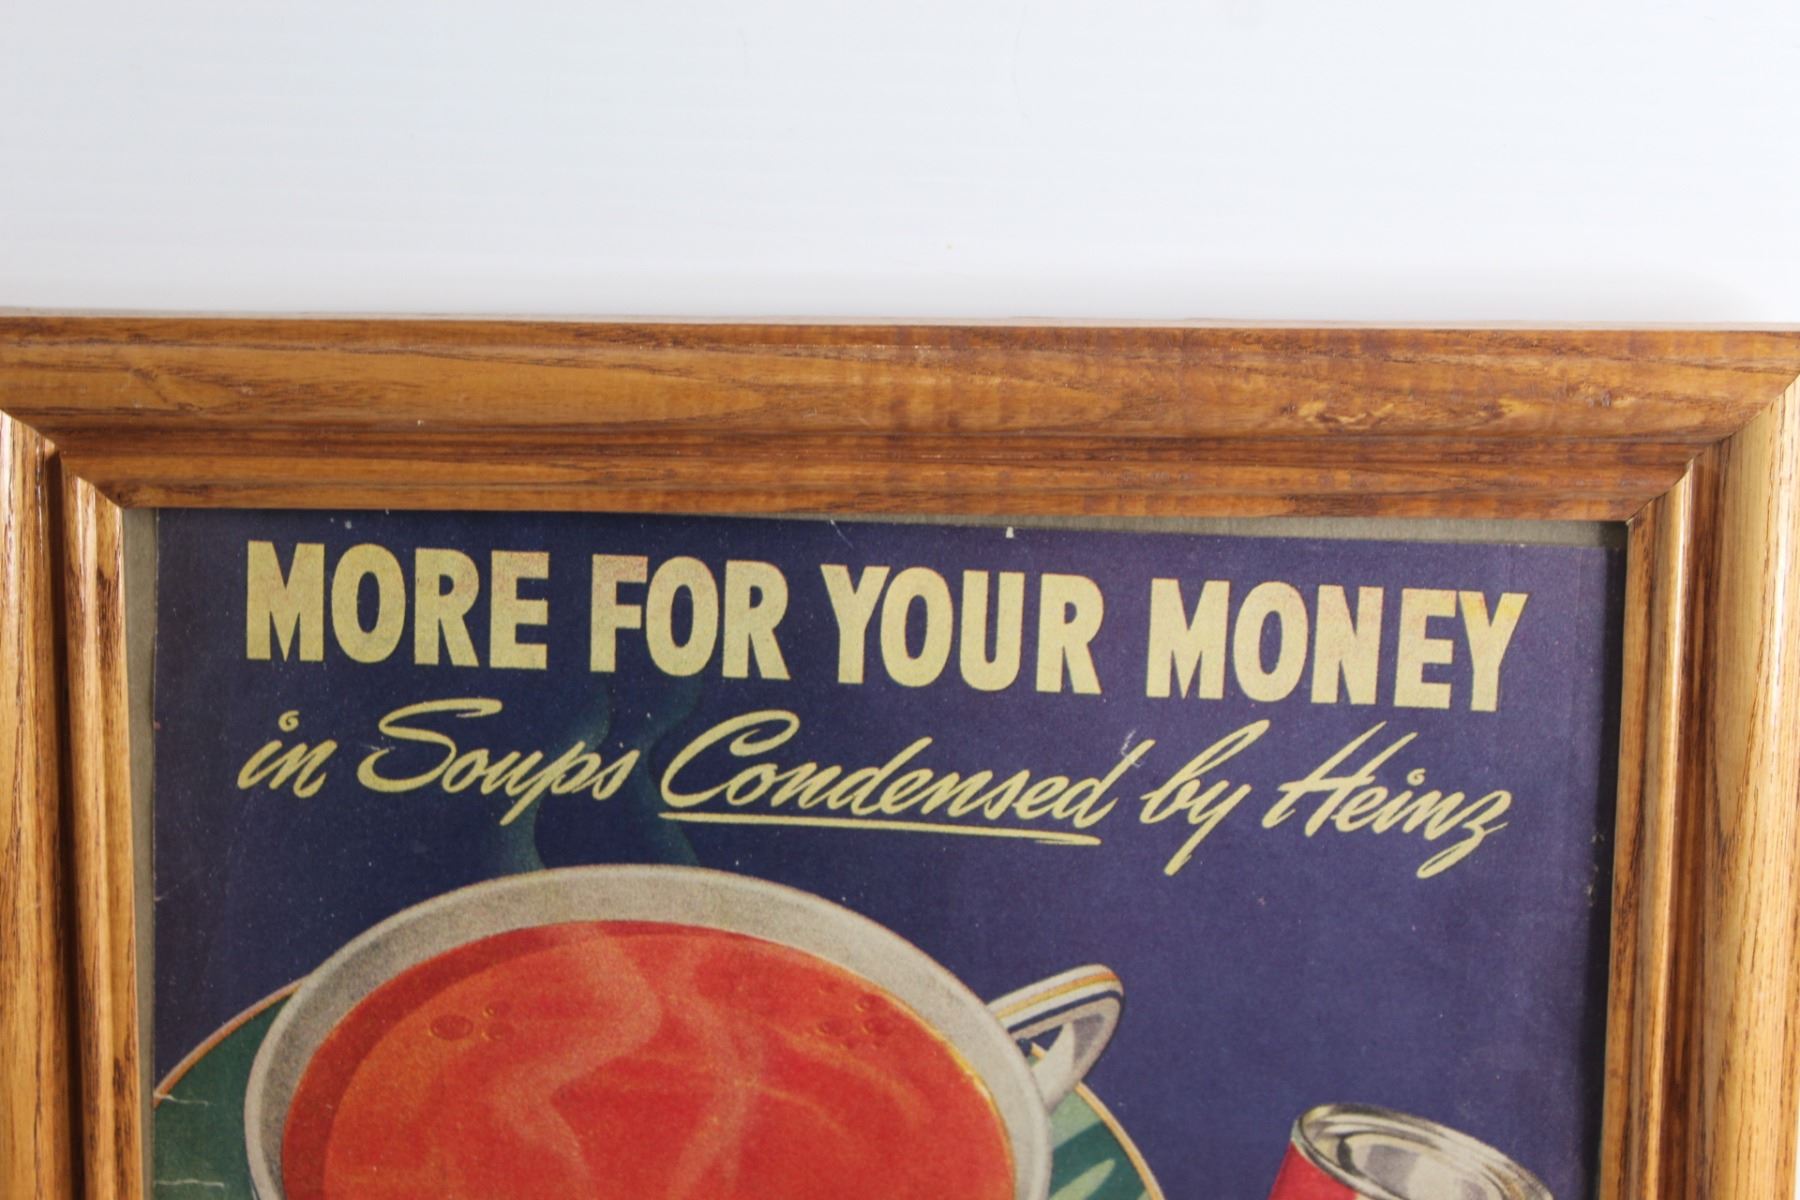 MORE FOR YOUR MONEY
in Soups Condensed by Heinz